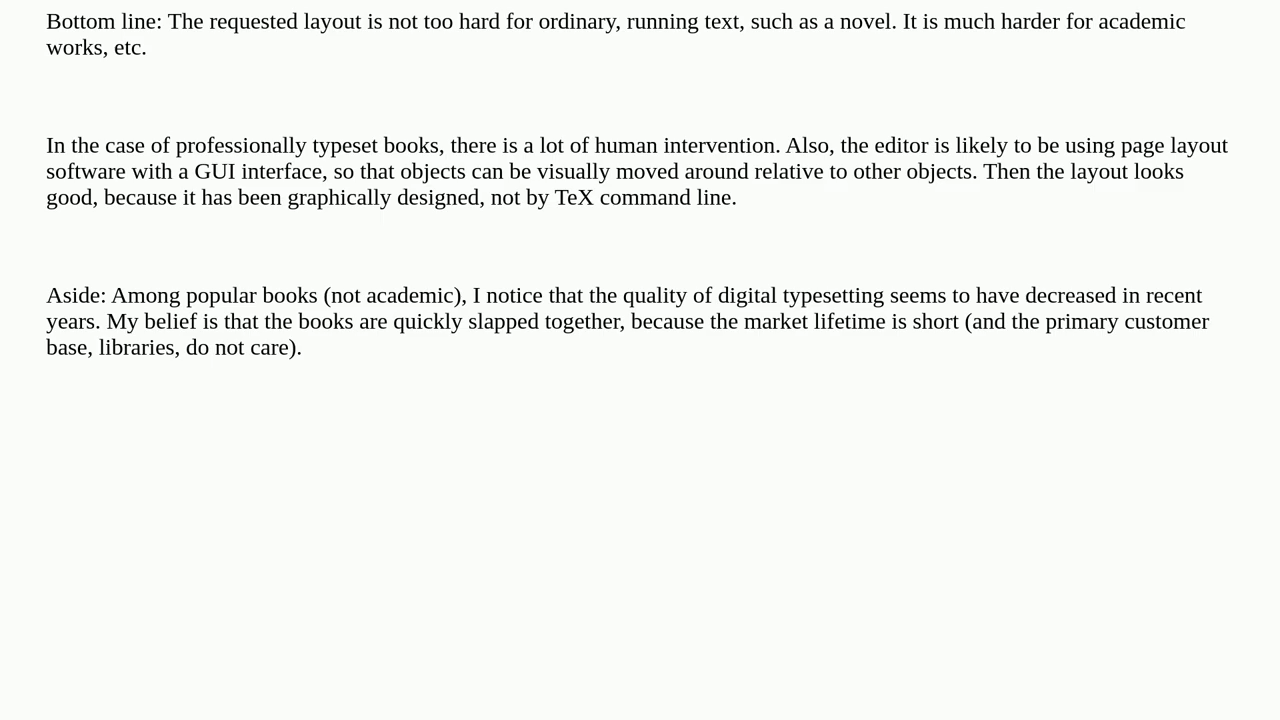 Bottom line: The requested layout is not too hard for ordinary, running text, such as a novel. It is much harder for academic
works, etc.
In the case of professionally typeset books, there is a lot of human intervention. Also, the editor is likely to be using page layout
software with a GUI interface, so that objects can be visually moved around relative to other objects. Then the layout looks
good, because it has been graphically designed, not by TeX command line.
Aside: Among popular books (not academic), I notice that the quality of digital typesetting seems to have decreased in recent
years. My belief is that the books are quickly slapped together, because the market lifetime is short (and the primary customer
base, libraries, do not care).